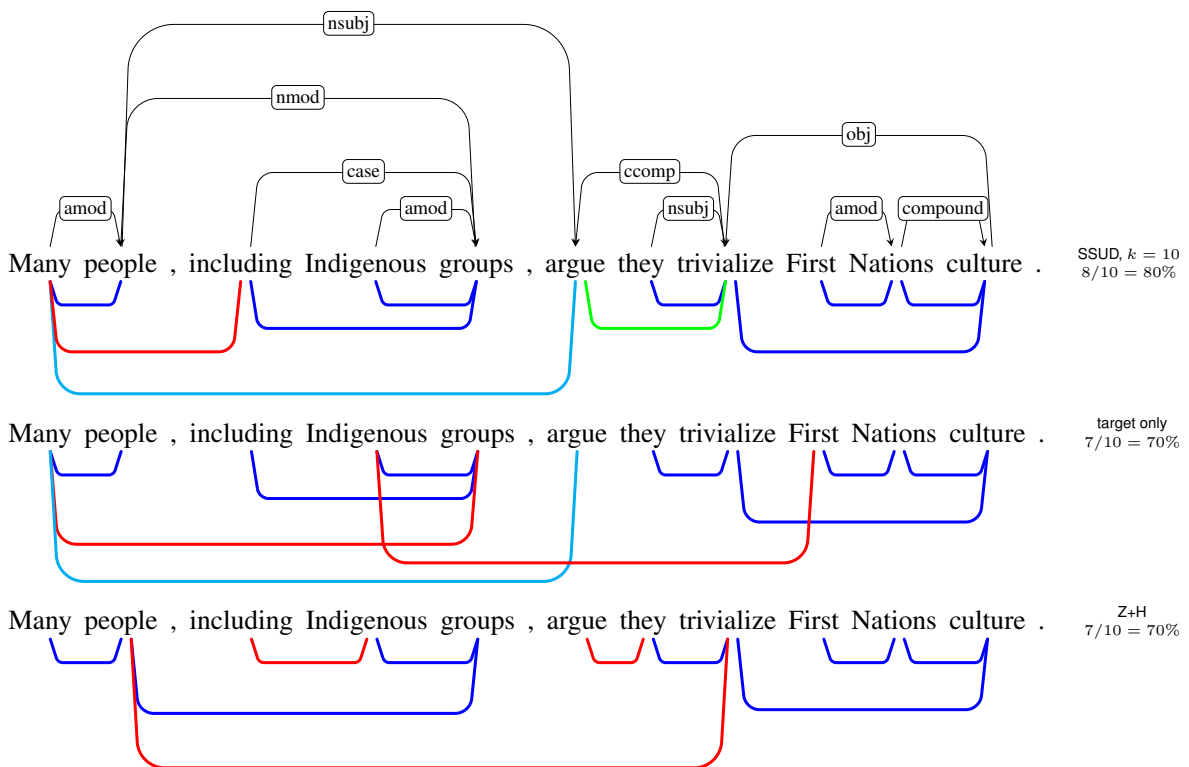 nsubj
nmod
obj
case ccomp
amod amod nsubj amod compound
Many people , including Indigenous groups , argue they trivialize First Nations culture .
SSUD, k = 10
8/10 = 80%
Many people , including Indigenous groups , argue they trivialize First Nations culture .
target only
7/10 = 70%
Many people , including Indigenous groups , argue they trivialize First Nations culture .
Z+H
7/10 = 70%